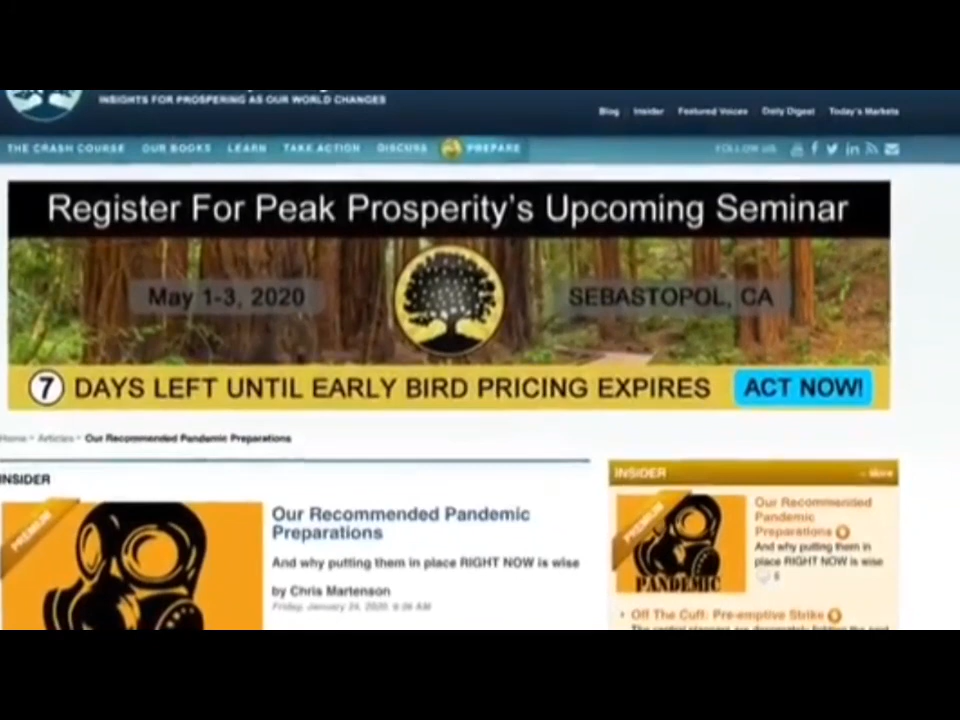 INSIGHTS FOR PROSPERING AS OUR WORLD CHANGES
Blog Insider Featured Voices Daily Digest Today's Markets
THE CRASH COURSE OUR BOOKS LEARN TAKE ACTION DISCUSS PREPARE
FOLLOW US
Register For Peak Prosperity's Upcoming Seminar
May 1-3, 2020
SEBASTOPOL, CA
7 DAYS LEFT UNTIL EARLY BIRD PRICING EXPIRES ACT NOW!
Home Articles Our Recommended Pandemic Preparations
INSIDER
PREMIUM
Our Recommended Pandemic
Preparations
And why putting them in place RIGHT NOW is wise
by Chris Martenson
Friday, January 24, 2020, AM
INSIDER
More
PREMIUM
PANDEMIC
Our Recommended
Pandemic
Preparations
And why putting them in
place RIGHT NOW is wise
Off The Cuff: Pre-emptive Strike